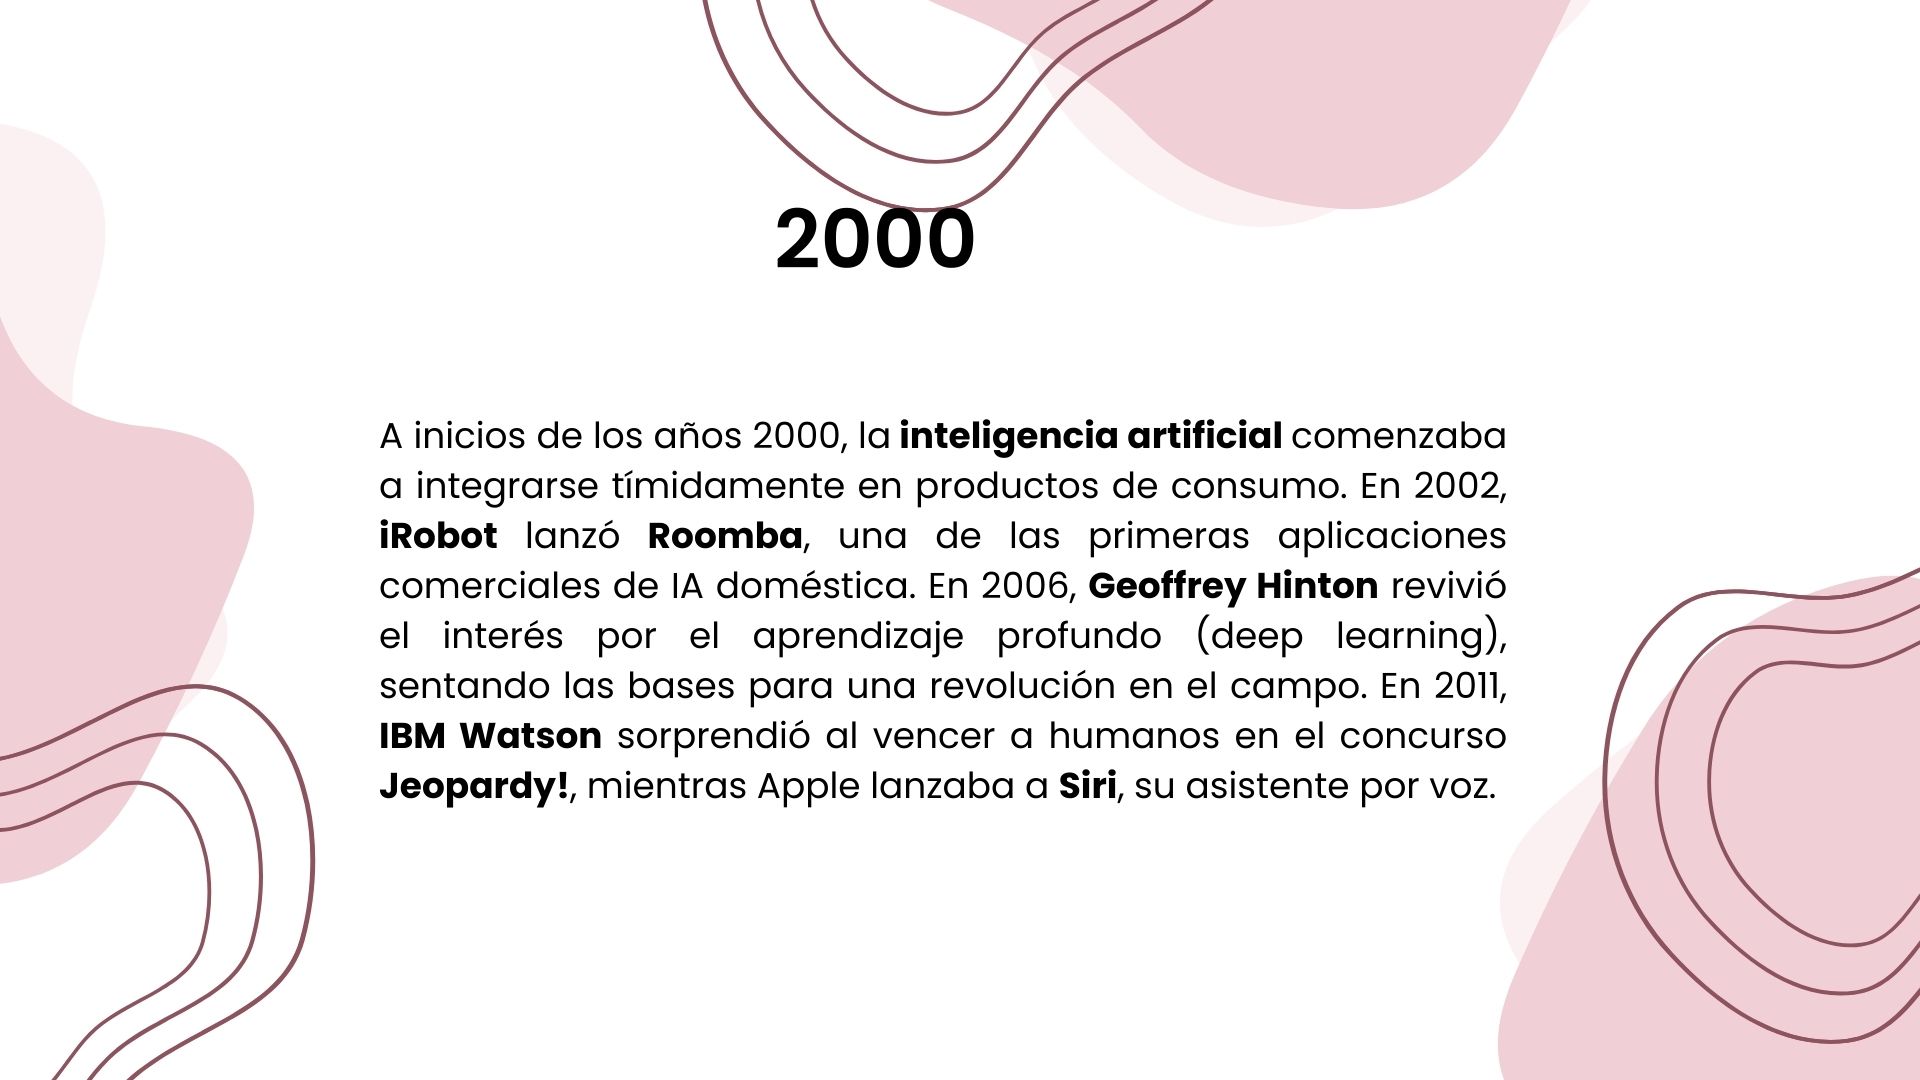 2000
A inicios de los años 2000, la inteligencia artificial comenzaba
a integrarse tímidamente en productos de consumo. En 2002,
iRobot lanzó Roomba, una de las primeras aplicaciones
comerciales de IA doméstica. En 2006, Geoffrey Hinton revivió
el interés por el aprendizaje profundo (deep learning),
sentando las bases para una revolución en el campo. En 2011,
IBM Watson sorprendió al vencer a humanos en el concurso
Jeopardy!, mientras Apple lanzaba a Siri, su asistente por voz.